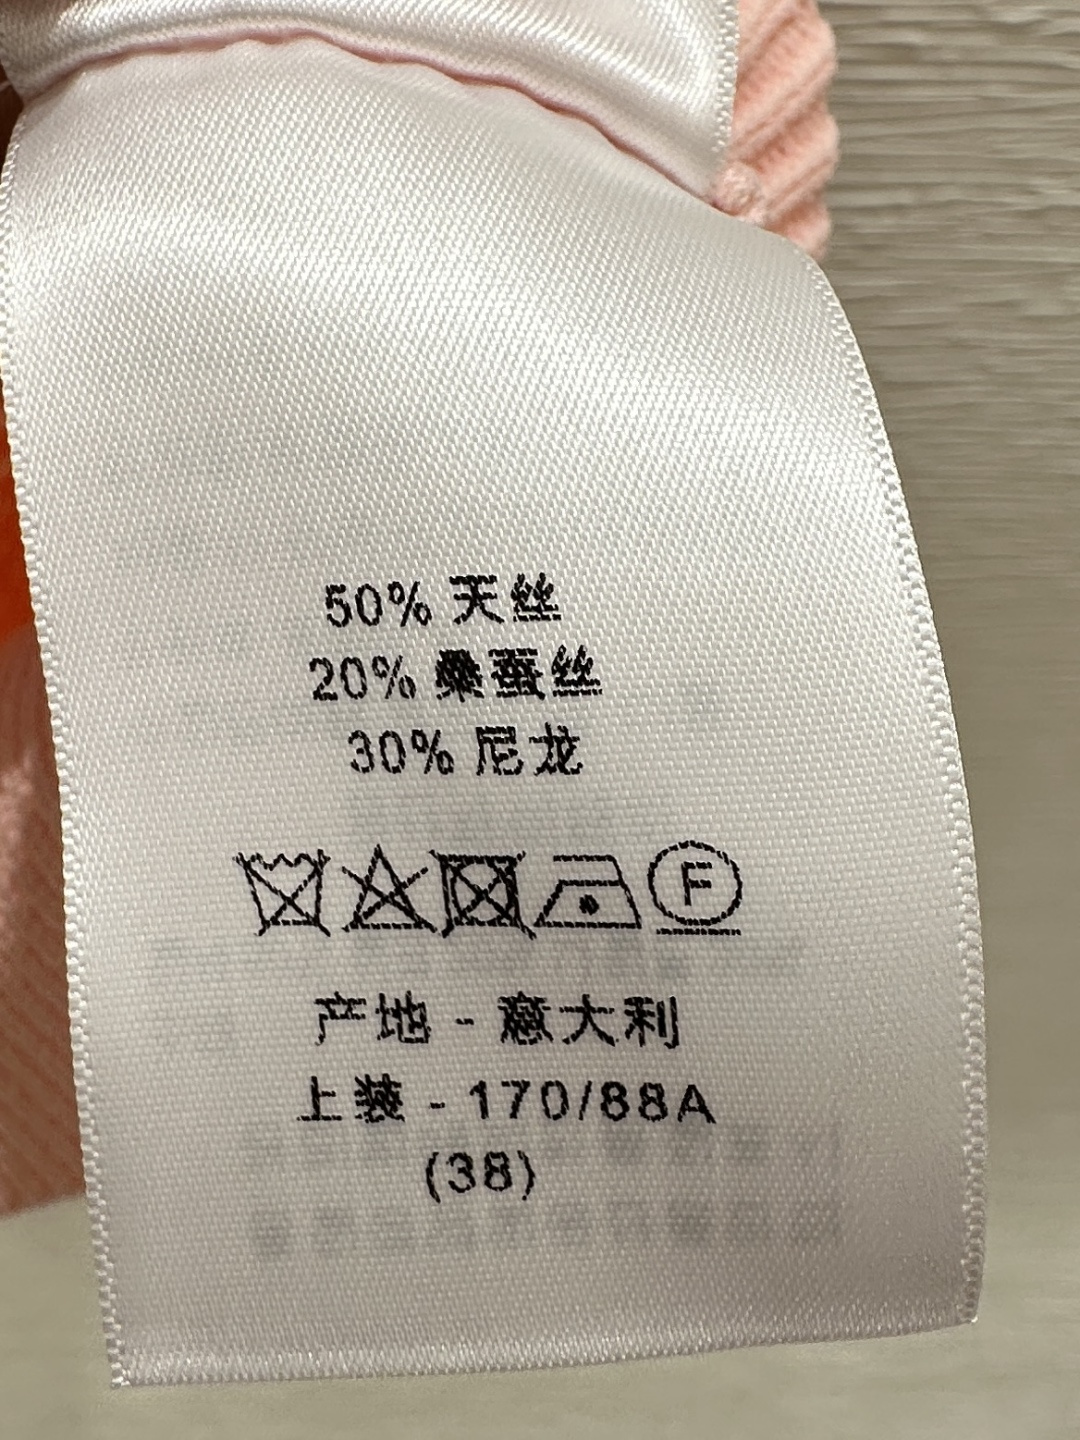 50% 天丝
20% 桑蚕丝
30% 尼龙
F
产地 - 意大利
上装 - 170/88A
(38)